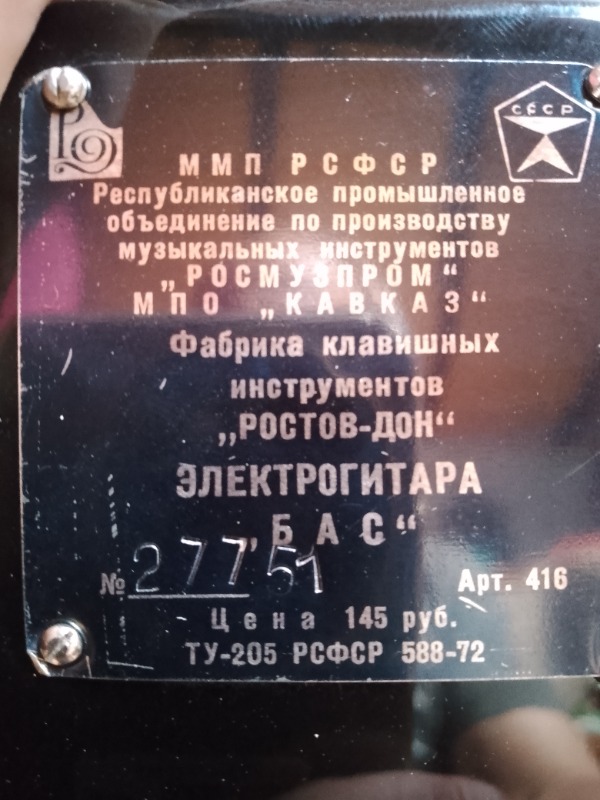 СССР
ММП РСФСР
Республиканское промышленное
объединение по производству
музыкальных инструментов
„РОСМУЗПРОМ“
МПО „КАВКАЗ“
Фабрика клавишных
инструментов
„РОСТОВ-ДОН“
ЭЛЕКТРОГИТАРА
„БАС“
№ 27751 Арт. 416
Цена 145 руб.
ТУ-205 РСФСР 588-72